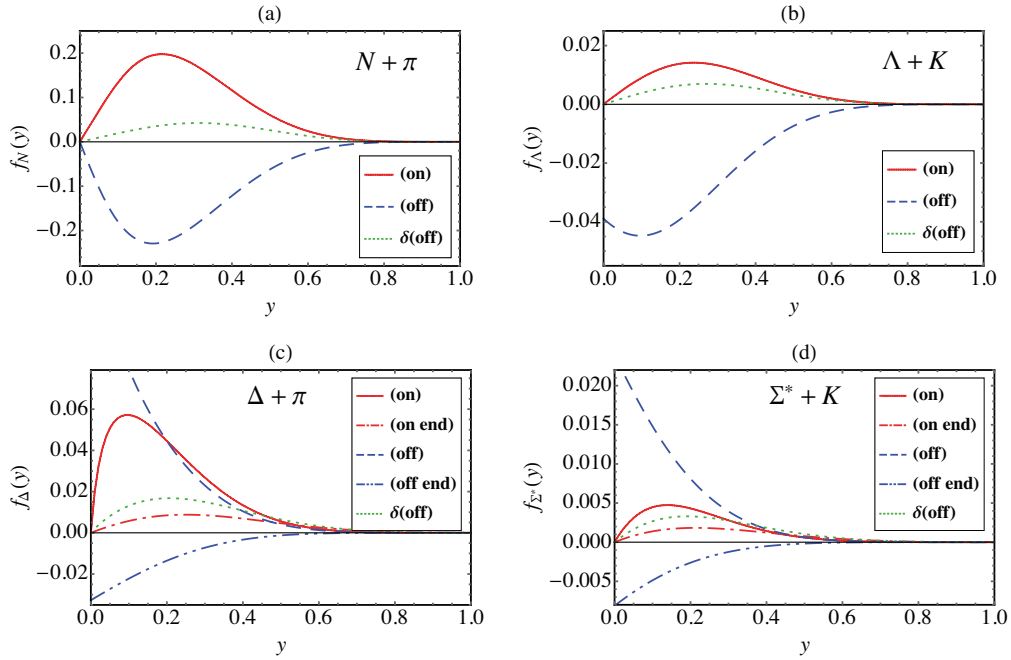 (a)
N + π
0.2
0.1
0.0
−0.1
−0.2
f_N(y)
(on)
(off)
δ(off)
0.0 0.2 0.4 0.6 0.8 1.0
y
(b)
Λ + K
0.02
0.00
−0.02
−0.04
f_Λ(y)
(on)
(off)
δ(off)
0.0 0.2 0.4 0.6 0.8 1.0
y
(c)
Δ + π
0.06
0.04
0.02
0.00
−0.02
f_Δ(y)
(on)
(on end)
(off)
(off end)
δ(off)
0.0 0.2 0.4 0.6 0.8 1.0
y
(d)
Σ* + K
0.020
0.015
0.010
0.005
0.000
−0.005
f_Σ*(y)
(on)
(on end)
(off)
(off end)
δ(off)
0.0 0.2 0.4 0.6 0.8 1.0
y